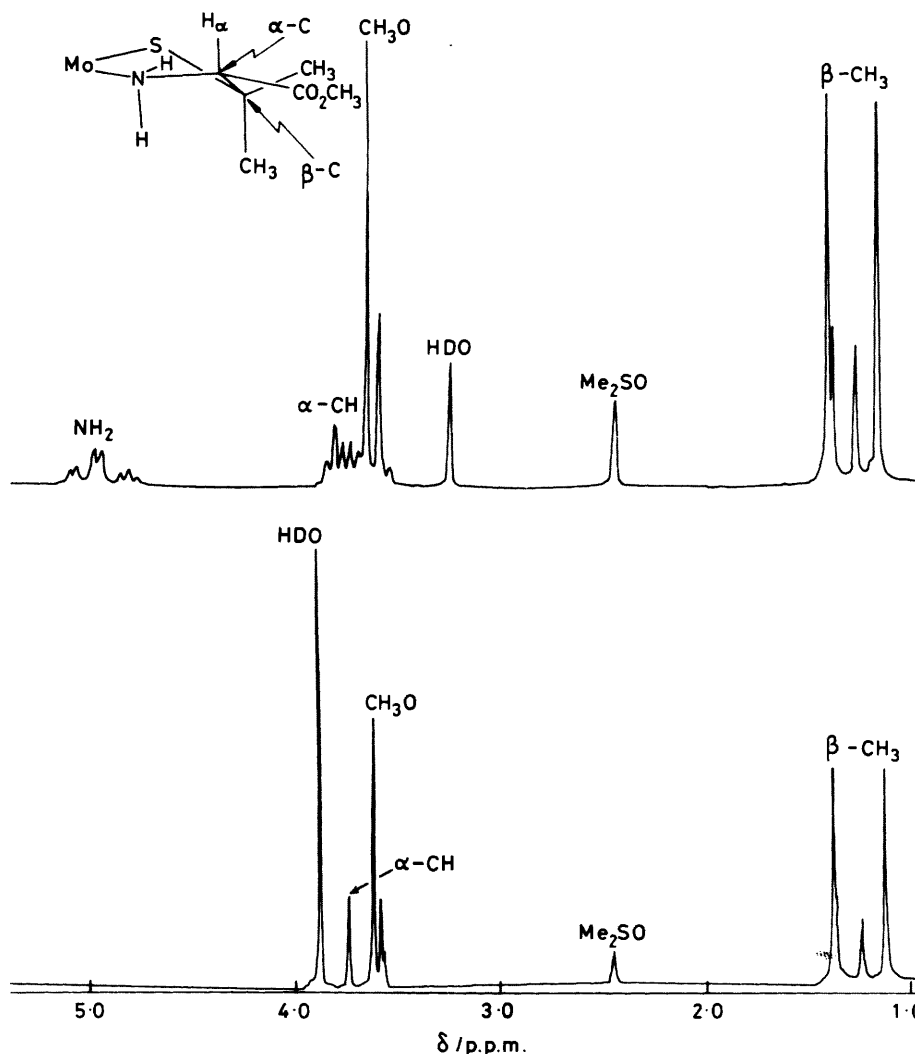 Hα
α-C
S
CH₃O
Mo
H
CH₃
N
CO₂CH₃
β-CH₃
H
CH₃
β-C
HDO
Me₂SO
α-CH
NH₂
HDO
CH₃O
β-CH₃
α-CH
Me₂SO
5·0 4·0 3·0 2·0 1·0
δ /p.p.m.